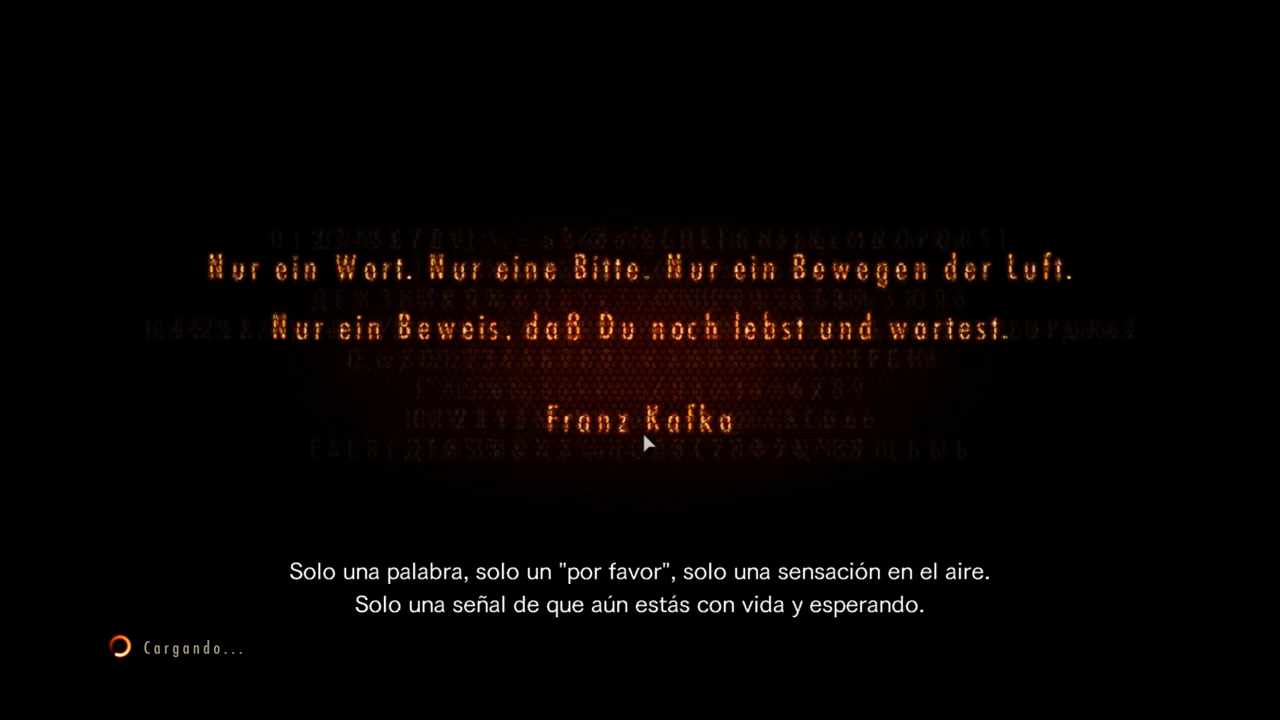 Nur ein Wort. Nur eine Bitte. Nur ein Bewegen der Luft.
Nur ein Beweis, daß Du noch lebst und wartest.
Franz Kafka
Solo una palabra, solo un "por favor", solo una sensación en el aire.
Solo una señal de que aún estás con vida y esperando.
Cargando...